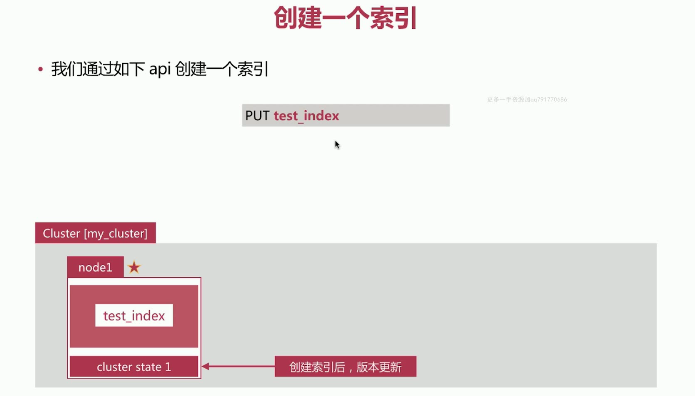 创建一个索引
• 我们通过如下 api 创建一个索引
PUT test_index
Cluster [my_cluster]
node1
test_index
cluster state 1
创建索引后，版本更新